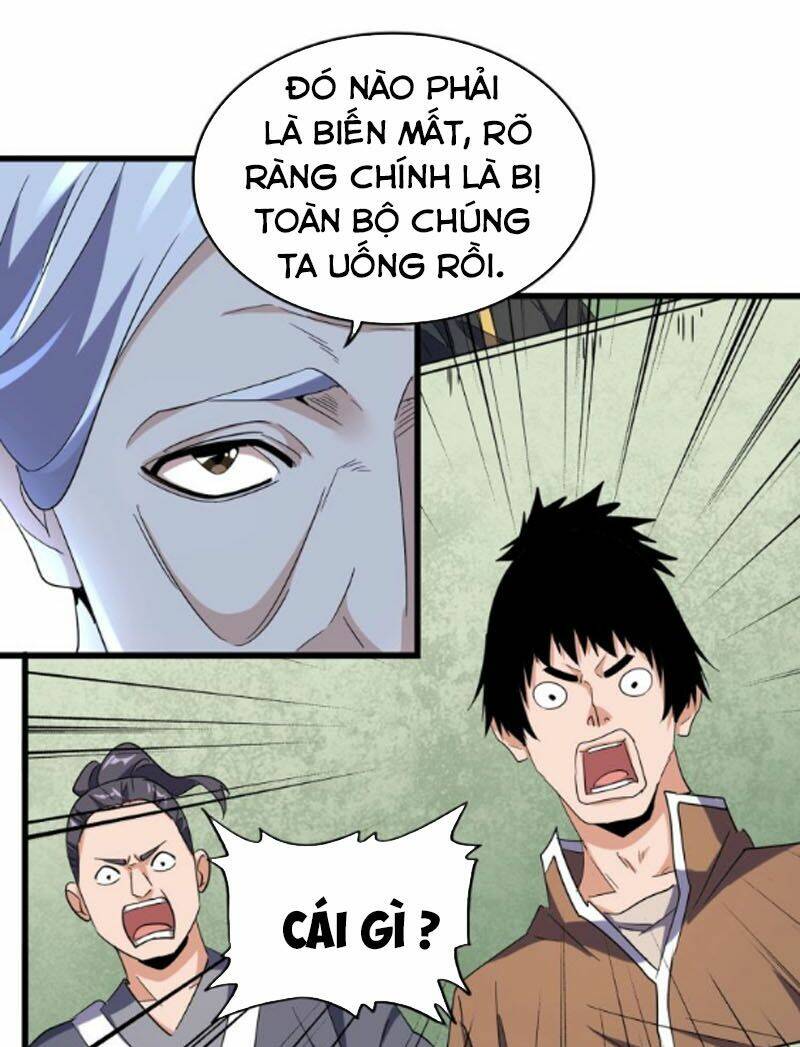 ĐÓ NÀO PHẢI
LÀ BIẾN MẤT, RÕ
RÀNG CHÍNH LÀ BỊ
TOÀN BỘ CHÚNG
TA UỐNG RỒI.
CÁI GÌ ?